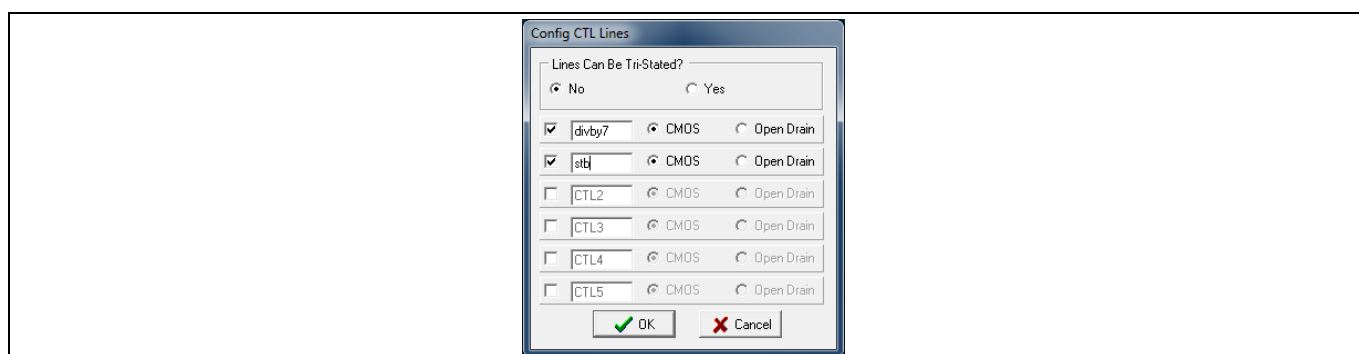 Config CTL Lines
Lines Can Be Tri-Stated?
No Yes
divby7 CMOS Open Drain
stb CMOS Open Drain
CTL2 CMOS Open Drain
CTL3 CMOS Open Drain
CTL4 CMOS Open Drain
CTL5 CMOS Open Drain
OK Cancel